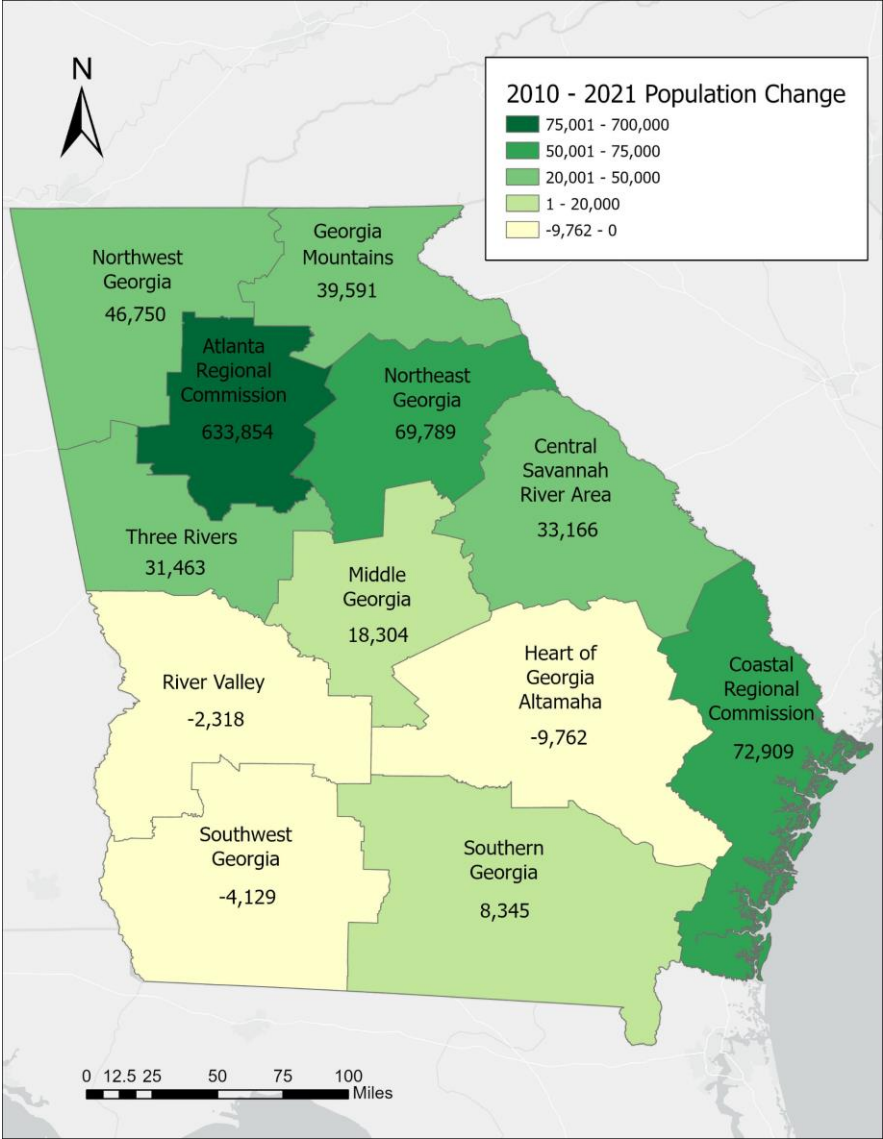 N
2010 - 2021 Population Change
75,001 - 700,000
50,001 - 75,000
20,001 - 50,000
1 - 20,000
-9,762 - 0
Northwest
Georgia
46,750
Georgia
Mountains
39,591
Atlanta
Regional
Commission
633,854
Northeast
Georgia
69,789
Central
Savannah
River Area
33,166
Three Rivers
31,463
Middle
Georgia
18,304
River Valley
-2,318
Heart of
Georgia
Altamaha
-9,762
Coastal
Regional
Commission
72,909
Southwest
Georgia
-4,129
Southern
Georgia
8,345
0 12.5 25 50 75 100
Miles